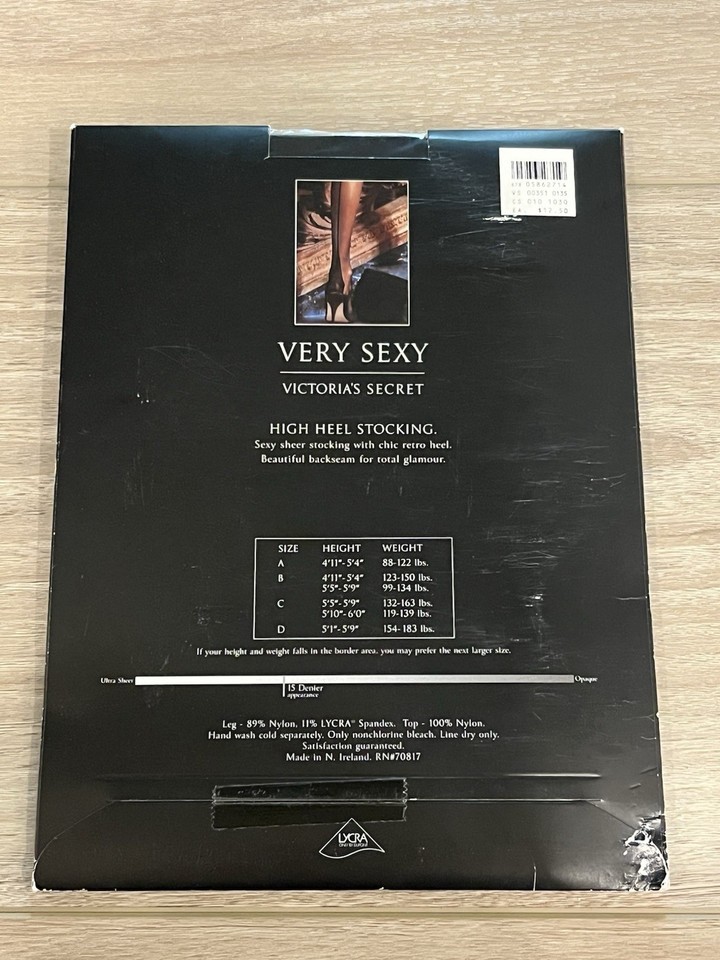 05862714
$12.50
VERY SEXY
VICTORIA'S SECRET
HIGH HEEL STOCKING.
Sexy sheer stocking with chic retro heel.
Beautiful backseam for total glamour.
SIZE HEIGHT WEIGHT
A 4'11"-5'4" 88-122 lbs.
B 4'11"-5'4" 123-150 lbs.
5'5"-5'9" 99-134 lbs.
C 5'5"-5'9" 132-163 lbs.
5'10"-6'0" 119-139 lbs.
D 5'1"-5'9" 154-183 lbs.
If your height and weight falls in the border area, you may prefer the next larger size.
Ultra Sheer Opaque
15 Denier
appearance
Leg - 89% Nylon, 11% LYCRA® Spandex. Top - 100% Nylon.
Hand wash cold separately. Only nonchlorine bleach. Line dry only.
Satisfaction guaranteed.
Made in N. Ireland. RN#70817
LYCRA
ONLY BY DUPONT